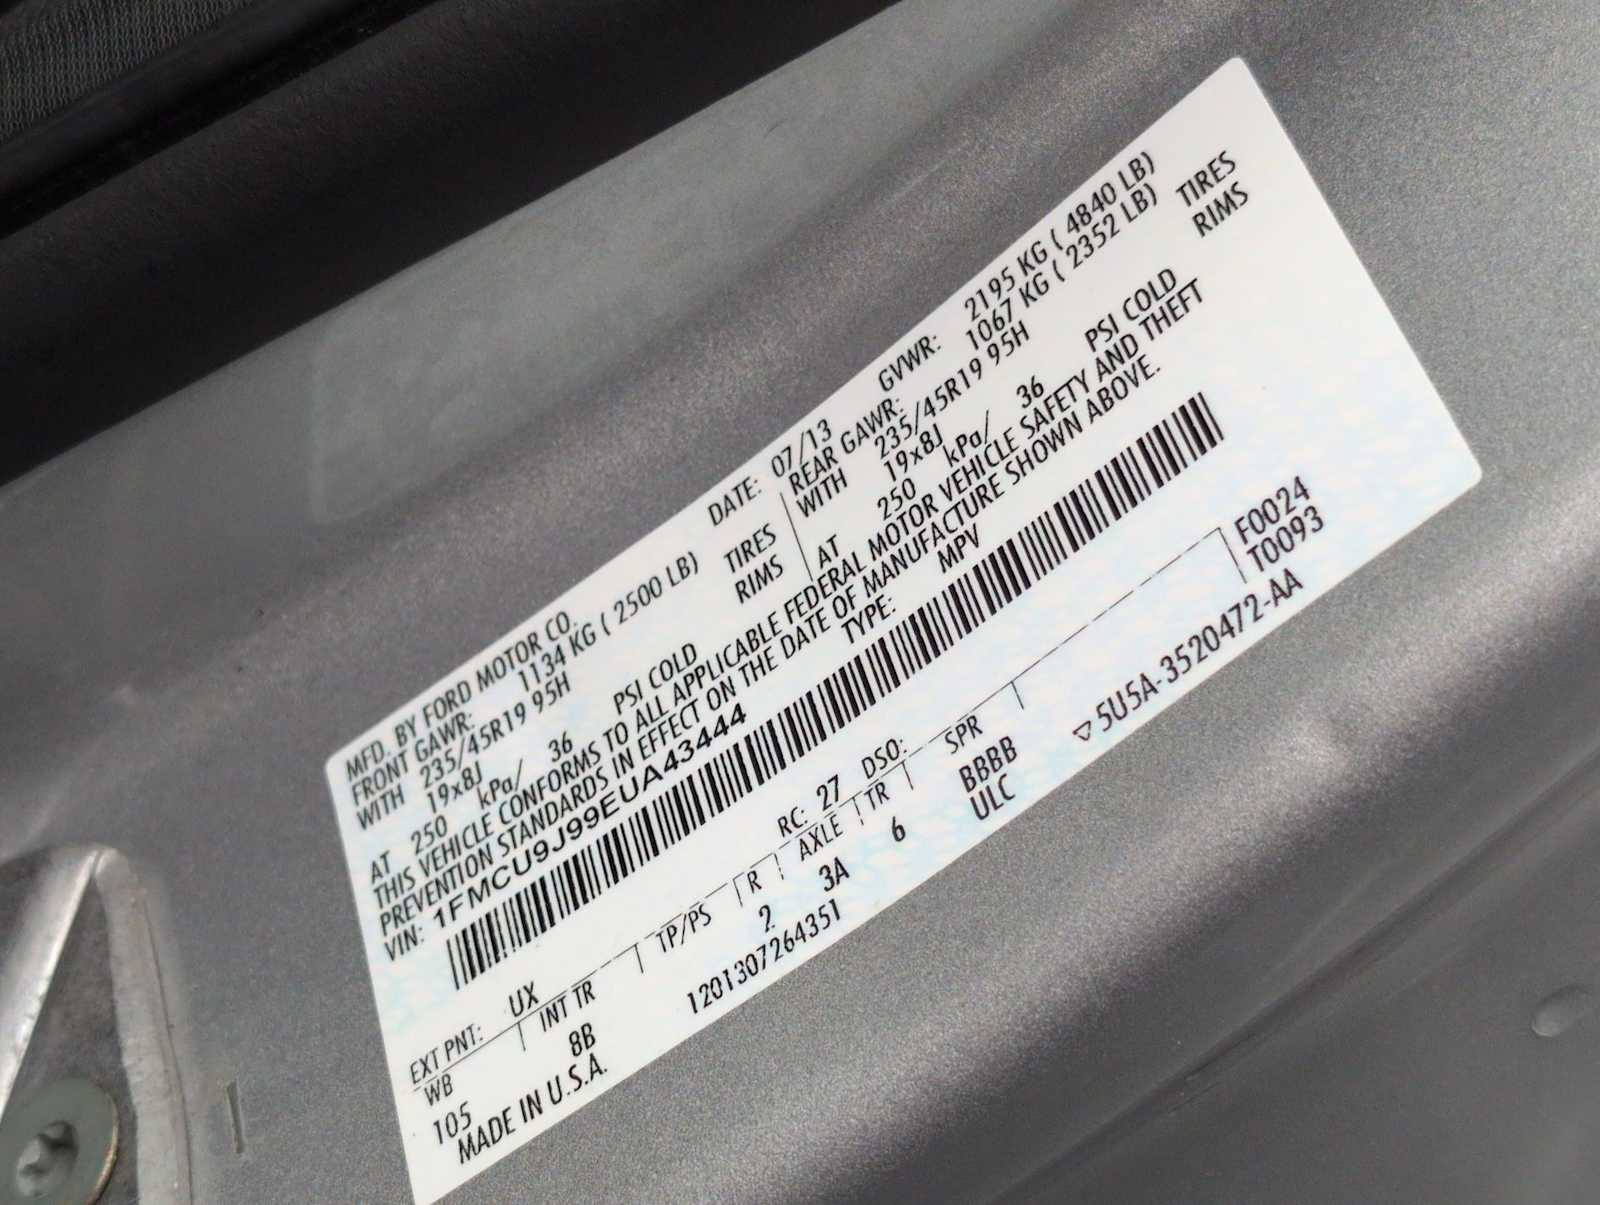 MFD. BY FORD MOTOR CO. DATE: 07/13 GVWR: 2195 KG ( 4840 LB)
FRONT GAWR: 1134 KG ( 2500 LB) REAR GAWR: 1067 KG ( 2352 LB)
WITH 235/45R19 95H TIRES WITH 235/45R19 95H TIRES
19x8J RIMS 19x8J RIMS
AT 250 kPa/ 36 PSI COLD AT 250 kPa/ 36 PSI COLD
THIS VEHICLE CONFORMS TO ALL APPLICABLE FEDERAL MOTOR VEHICLE SAFETY AND THEFT
PREVENTION STANDARDS IN EFFECT ON THE DATE OF MANUFACTURE SHOWN ABOVE.
VIN: 1FMCU9J99EUA43444 TYPE: MPV
EXT PNT: UX RC: 27 DSO: F0024
WB INT TR TP/PS R AXLE TR SPR T0093
105 8B 2 3A 6 BBBB
MADE IN U.S.A. ULC
1201307264351 ▽5U5A-3520472-AA